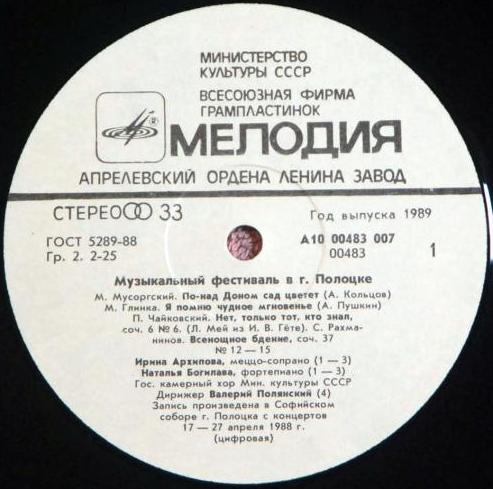 МИНИСТЕРСТВО
КУЛЬТУРЫ СССР
ВСЕСОЮЗНАЯ ФИРМА
ГРАМПЛАСТИНОК
МЕЛОДИЯ
АПРЕЛЕВСКИЙ ОРДЕНА ЛЕНИНА ЗАВОД
СТЕРЕО 33
Год выпуска 1989
ГОСТ 5289-88
А10 00483 007
Гр. 2. 2-25
00483
1
Музыкальный фестиваль в г. Полоцке
М. Мусоргский. По-над Доном сад цветет (А. Кольцов)
М. Глинка. Я помню чудное мгновенье (А. Пушкин)
П. Чайковский. Нет, только тот, кто знал,
соч. 6 № 6. (Л. Мей из И. В. Гёте). С. Рахма-
нинов. Всенощное бдение, соч. 37
№ 12 — 15
Ирина Архипова, меццо-сопрано (1 — 3)
Наталья Богилава, фортепиано (1 — 3)
Гос. камерный хор Мин. культуры СССР
Дирижер Валерий Полянский (4)
Запись произведена в Софийском
соборе г. Полоцка с концертов
17 — 27 апреля 1988 г.
(цифровая)